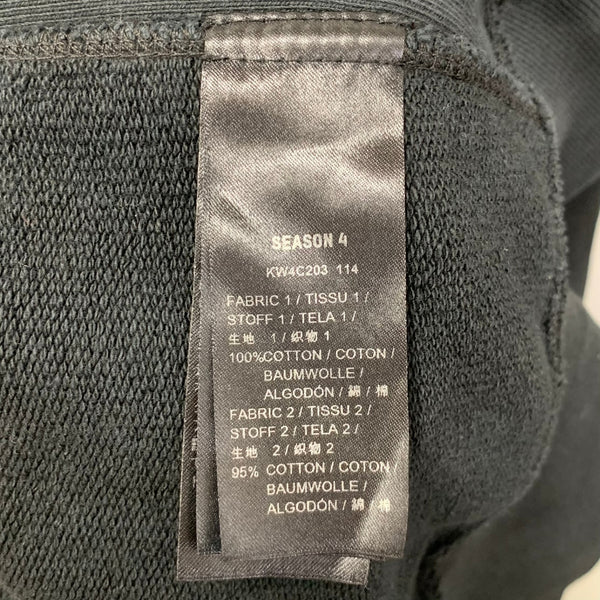 SEASON 4
KW4C203 114
FABRIC 1 / TISSU 1 /
STOFF 1 / TELA 1 /
生地 1 / 織物 1
100%COTTON / COTON /
BAUMWOLLE /
ALGODÓN / 綿 / 棉
FABRIC 2 / TISSU 2 /
STOFF 2 / TELA 2 /
生地 2 / 織物 2
95% COTTON / COTON /
BAUMWOLLE /
ALGODÓN / 綿 / 棉